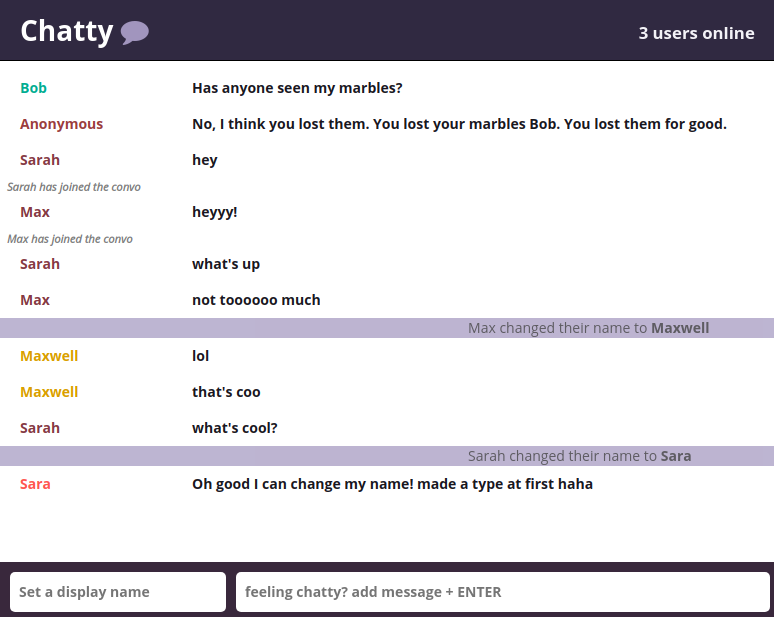 Chatty
3 users online
Bob Has anyone seen my marbles?
Anonymous No, I think you lost them. You lost your marbles Bob. You lost them for good.
Sarah hey
Sarah has joined the convo
Max heyyy!
Max has joined the convo
Sarah what's up
Max not toooooo much
Max changed their name to Maxwell
Maxwell lol
Maxwell that's coo
Sarah what's cool?
Sarah changed their name to Sara
Sara Oh good I can change my name! made a type at first haha
Set a display name feeling chatty? add message + ENTER